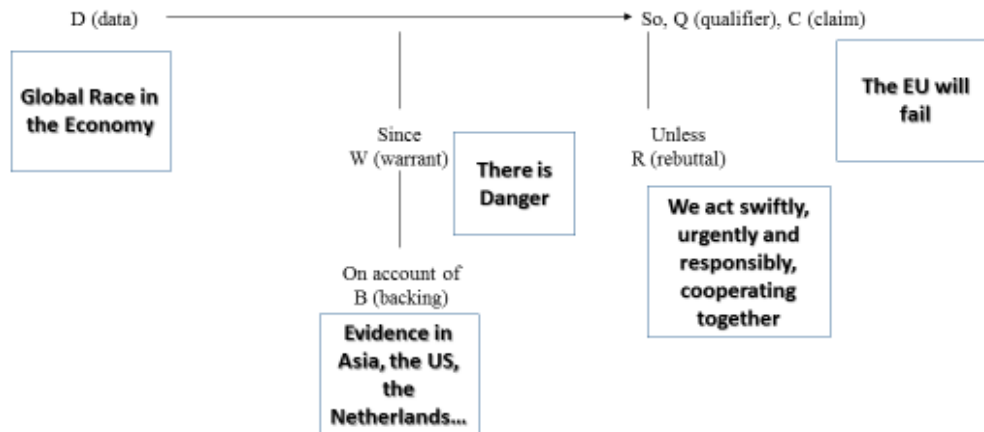 D (data)
So, Q (qualifier), C (claim)
Global Race in
the Economy
The EU will
fail
Since
W (warrant)
There is
Danger
Unless
R (rebuttal)
We act swiftly,
urgently and
responsibly,
cooperating
together
On account of
B (backing)
Evidence in
Asia, the US,
the
Netherlands...